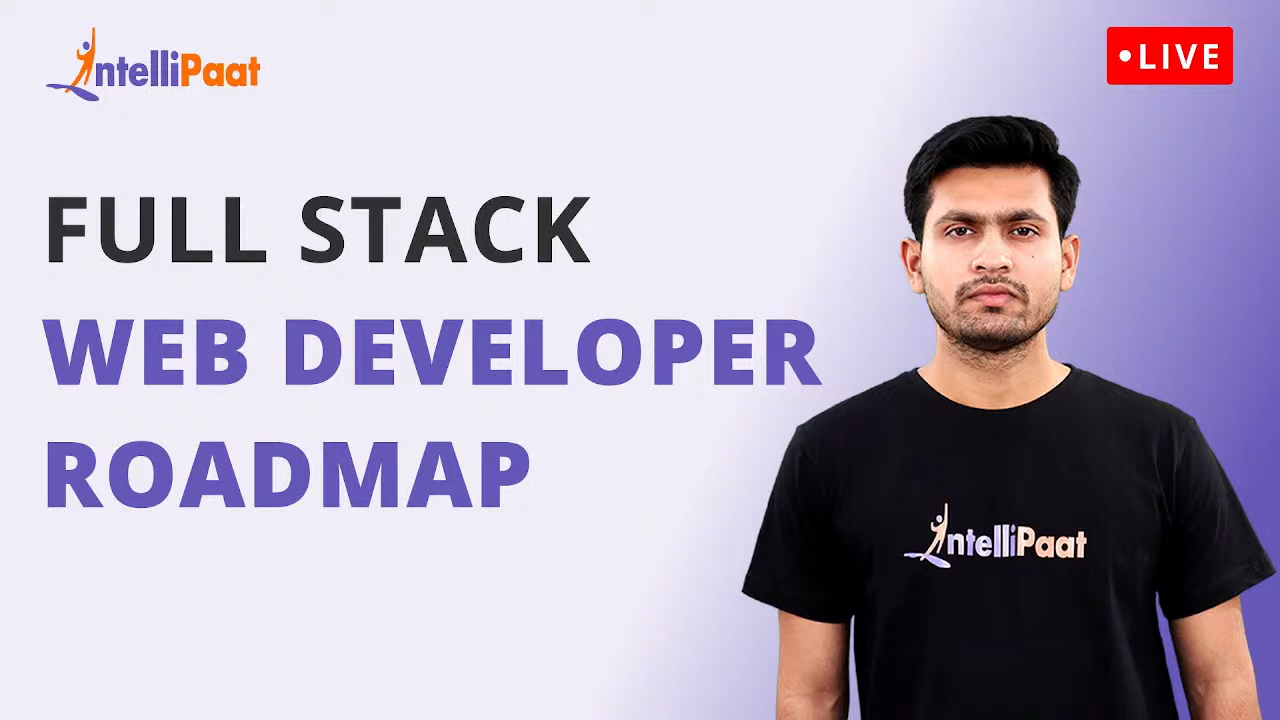 IntelliPaat
LIVE
FULL STACK
WEB DEVELOPER
ROADMAP
IntelliPaat